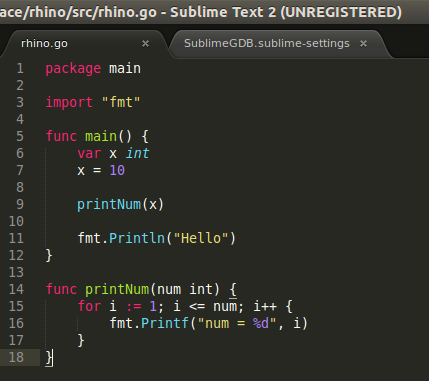 ace/rhino/src/rhino.go - Sublime Text 2 (UNREGISTERED)
rhino.go × SublimeGDB.sublime-settings ×
1 package main
2
3 import "fmt"
4
5 func main() {
6     var x int
7     x = 10
8
9     printNum(x)
10
11     fmt.Println("Hello")
12 }
13
14 func printNum(num int) {
15     for i := 1; i <= num; i++ {
16         fmt.Printf("num = %d", i)
17     }
18 }